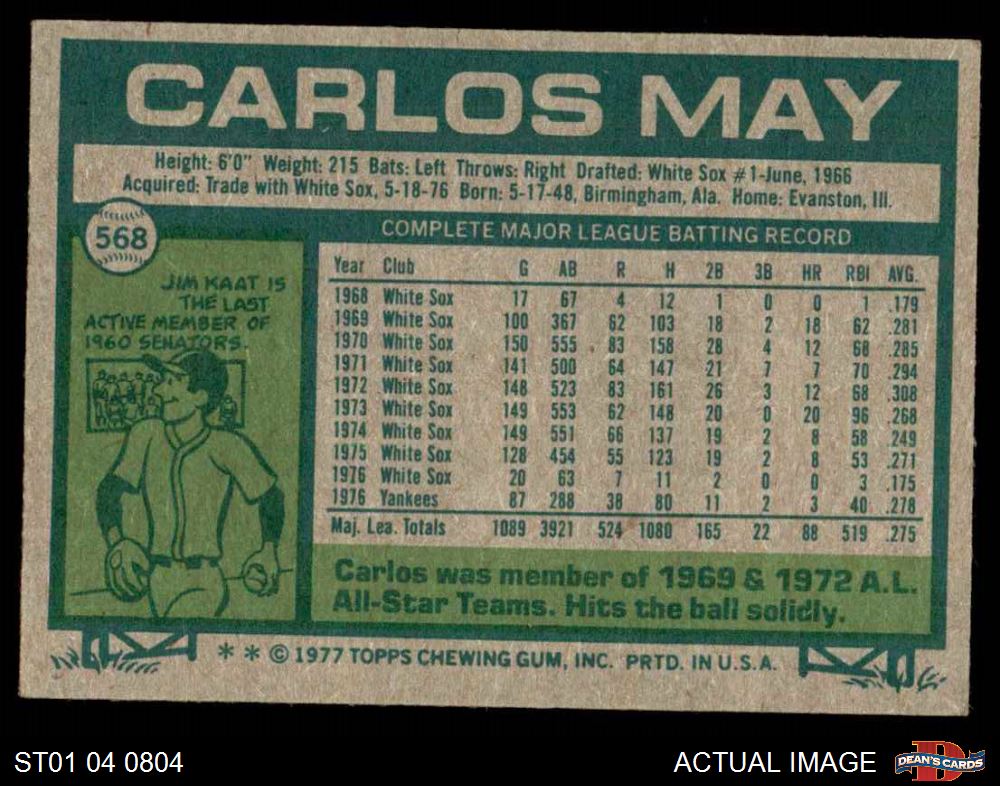 CARLOS MAY
Height: 6'0" Weight: 215 Bats: Left Throws: Right Drafted: White Sox #1-June, 1966
Acquired: Trade with White Sox, 5-18-76 Born: 5-17-48, Birmingham, Ala. Home: Evanston, Ill.
568
COMPLETE MAJOR LEAGUE BATTING RECORD
JIM KAAT IS
THE LAST
ACTIVE MEMBER OF
1960 SENATORS.
Year Club G AB R H 2B 3B HR RBI AVG.
1968 White Sox 17 67 4 12 1 0 0 1 .179
1969 White Sox 100 367 62 103 18 2 18 62 .281
1970 White Sox 150 555 83 158 28 4 12 68 .285
1971 White Sox 141 500 64 147 21 7 7 70 .294
1972 White Sox 148 523 83 161 26 3 12 68 .308
1973 White Sox 149 553 62 148 20 0 20 96 .268
1974 White Sox 149 551 66 137 19 2 8 58 .249
1975 White Sox 128 454 55 123 19 2 8 53 .271
1976 White Sox 20 63 7 11 2 0 0 3 .175
1976 Yankees 87 288 38 80 11 2 3 40 .278
Maj. Lea. Totals 1089 3921 524 1080 165 22 88 519 .275
Carlos was member of 1969 & 1972 A.L.
All-Star Teams. Hits the ball solidly.
* * © 1977 TOPPS CHEWING GUM, INC. PRTD. IN U.S.A.
ST01 04 0804
ACTUAL IMAGE
D
DEAN'S CARDS